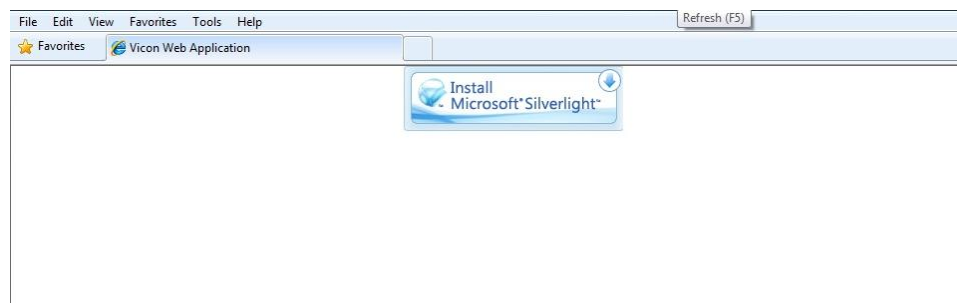 File Edit View Favorites Tools Help
Refresh (F5)
Favorites
Vicon Web Application
Install
Microsoft® Silverlight™